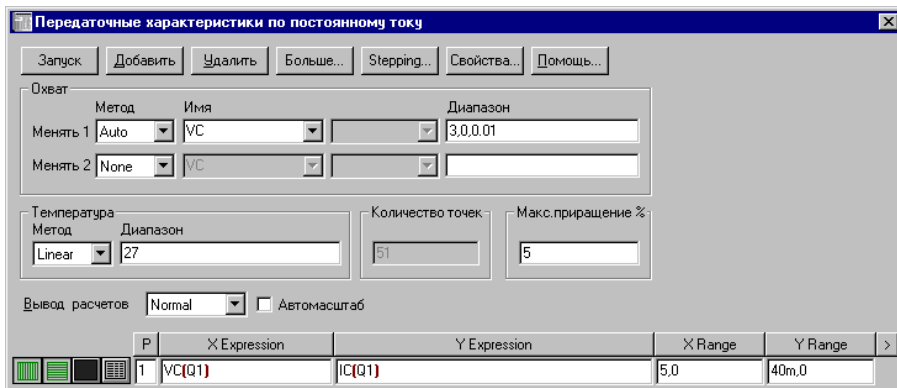 Передаточные характеристики по постоянному току
Запуск Добавить Удалить Больше... Stepping... Свойства... Помощь...
Охват
Метод Имя Диапазон
Менять 1 Auto VC 3,0,0.01
Менять 2 None VC
Температура Количество точек Макс.приращение %
Метод Диапазон
Linear 27 51 5
Вывод расчетов Normal Автомасштаб
P X Expression Y Expression X Range Y Range >
1 VC(Q1) IC(Q1) 5,0 40m,0